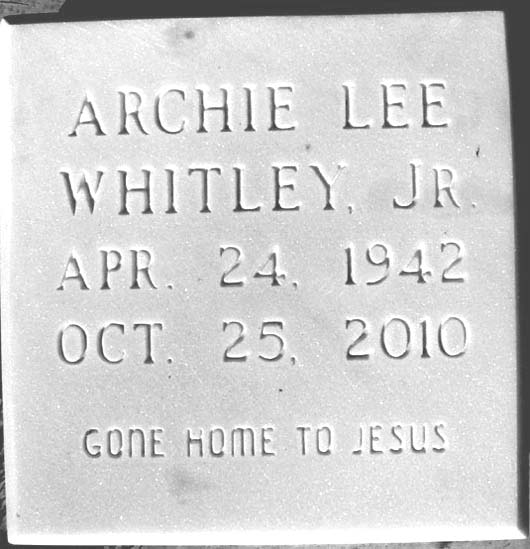 ARCHIE LEE
WHITLEY, JR.
APR. 24, 1942
OCT. 25, 2010
GONE HOME TO JESUS